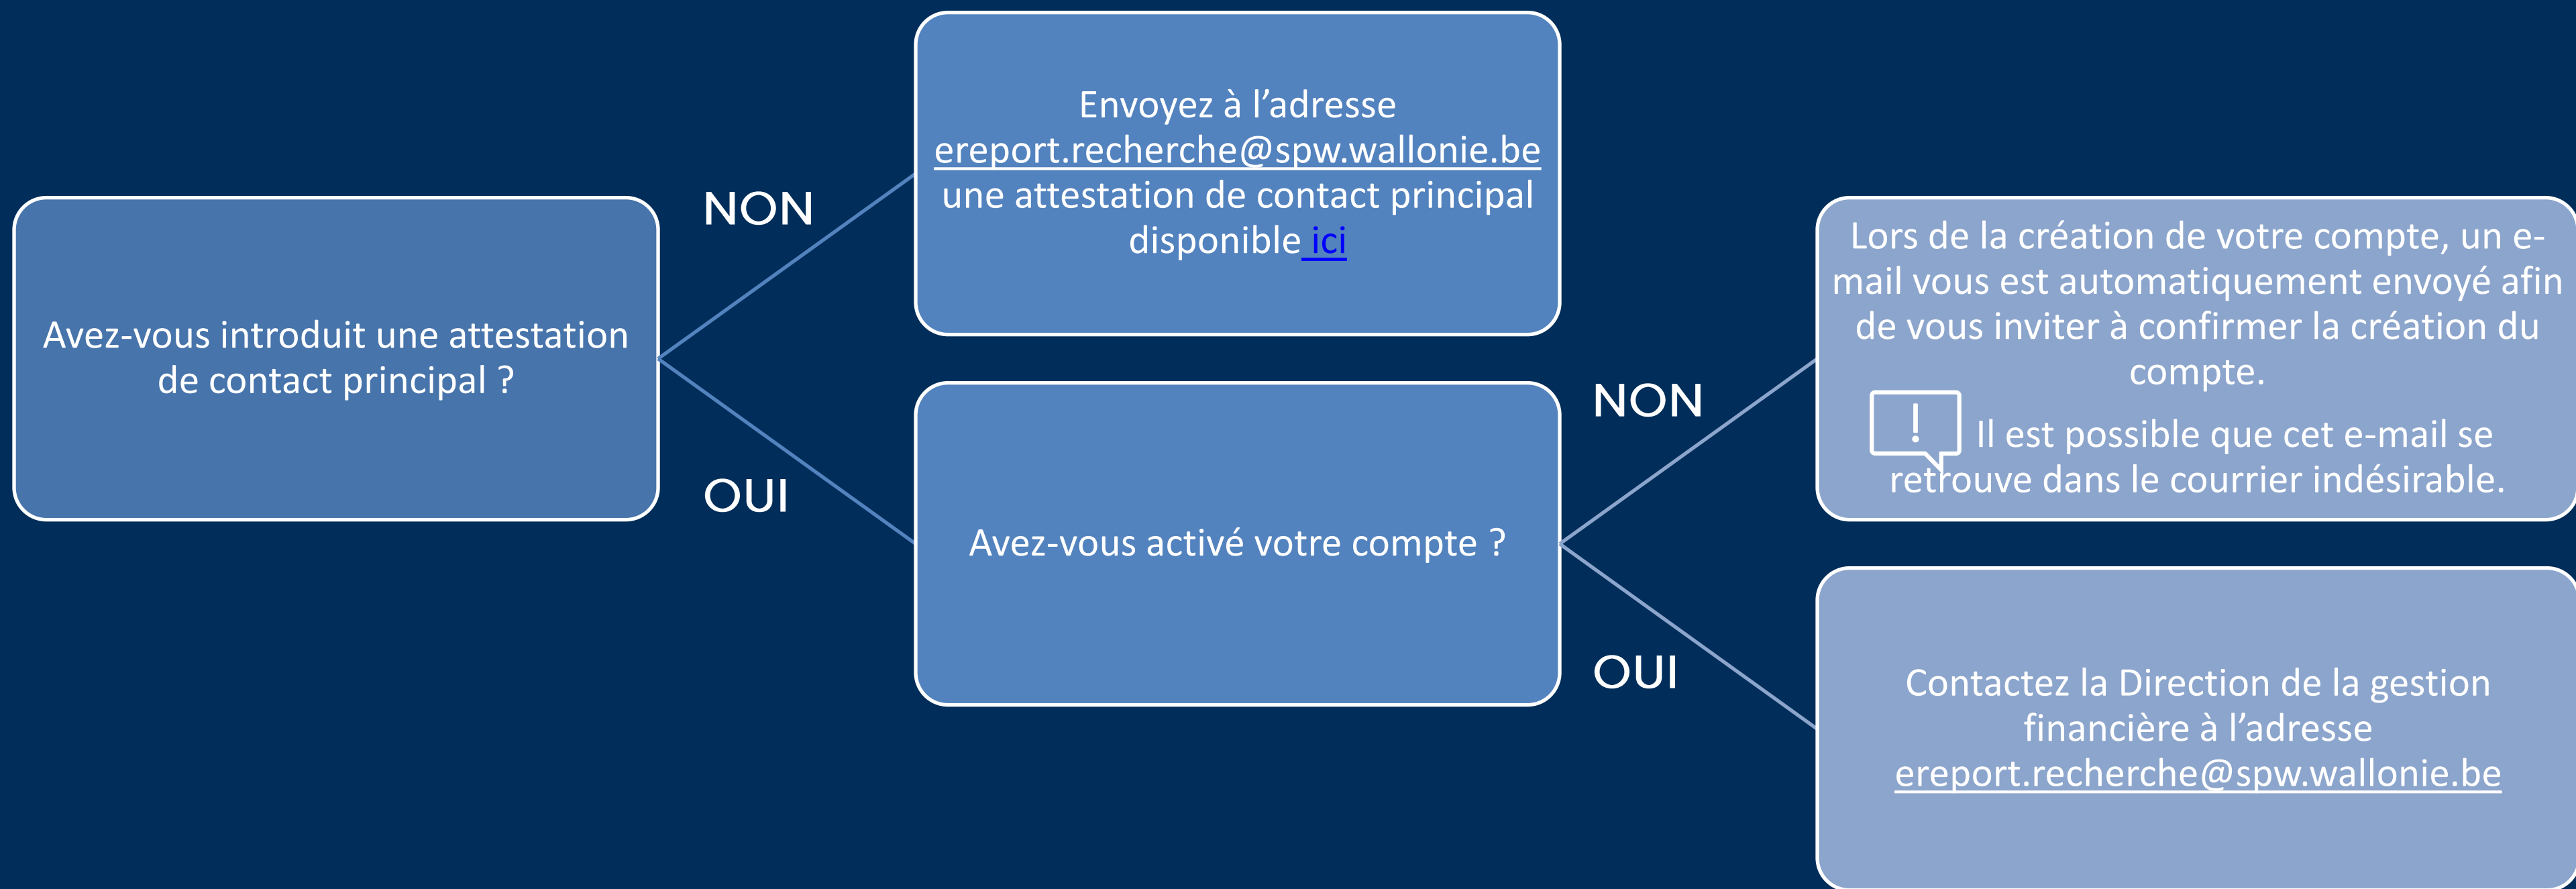 Avez-vous introduit une attestation
de contact principal ?
NON
OUI
Envoyez à l’adresse
ereport.recherche@spw.wallonie.be
une attestation de contact principal
disponible ici
Avez-vous activé votre compte ?
NON
OUI
Lors de la création de votre compte, un e-
mail vous est automatiquement envoyé afin
de vous inviter à confirmer la création du
compte.
! Il est possible que cet e-mail se
retrouve dans le courrier indésirable.
Contactez la Direction de la gestion
financière à l’adresse
ereport.recherche@spw.wallonie.be